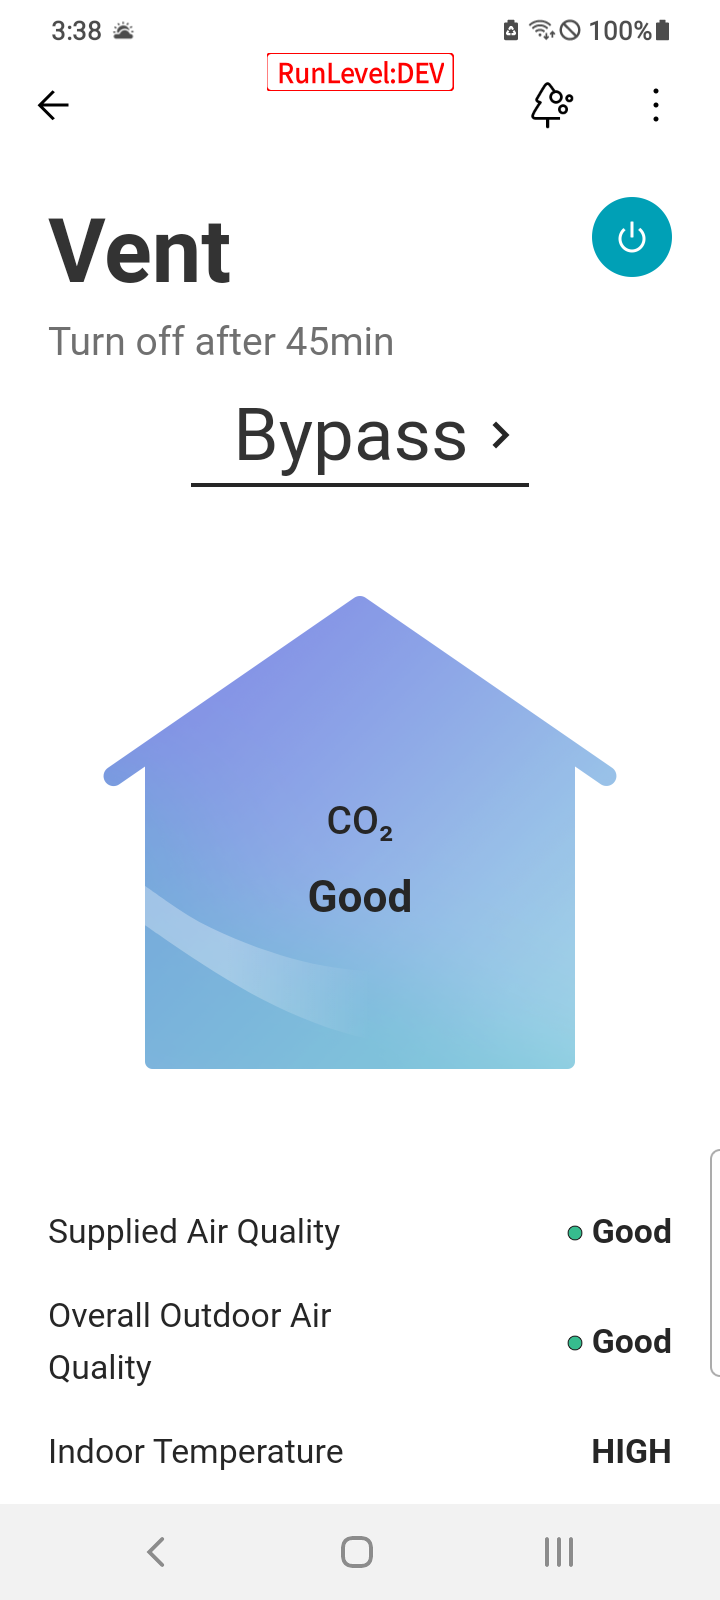 3:38
100%
RunLevel:DEV
Vent
Turn off after 45min
Bypass
CO₂
Good
Supplied Air Quality
Good
Overall Outdoor Air
Quality
Good
Indoor Temperature
HIGH